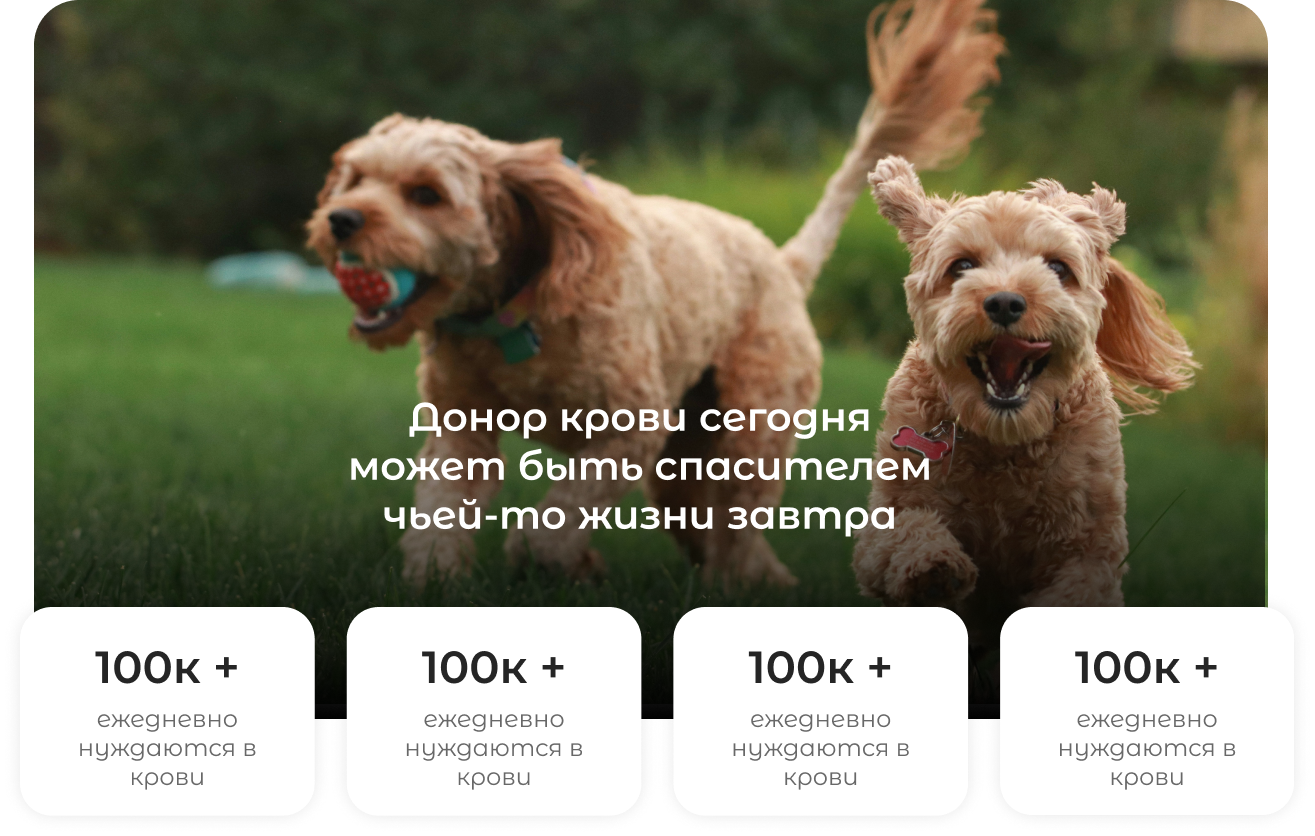 Донор крови сегодня
может быть спасителем
чьей-то жизни завтра
100к +
ежедневно
нуждаются в
крови
100к +
ежедневно
нуждаются в
крови
100к +
ежедневно
нуждаются в
крови
100к +
ежедневно
нуждаются в
крови